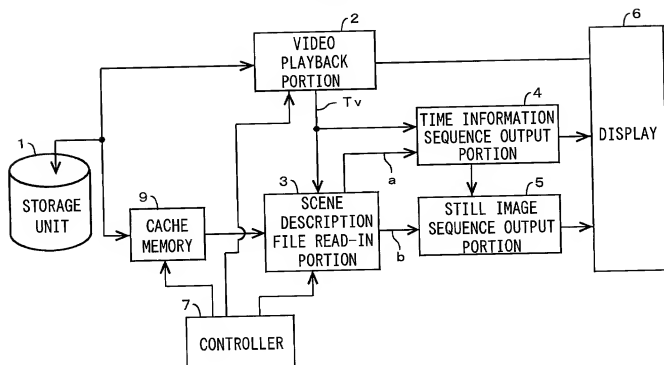 2
VIDEO
PLAYBACK
PORTION
6
DISPLAY
Tv
4
TIME INFORMATION
SEQUENCE OUTPUT
PORTION
1
STORAGE
UNIT
a
9
CACHE
MEMORY
3
SCENE
DESCRIPTION
FILE READ-IN
PORTION
b
5
STILL IMAGE
SEQUENCE OUTPUT
PORTION
7
CONTROLLER